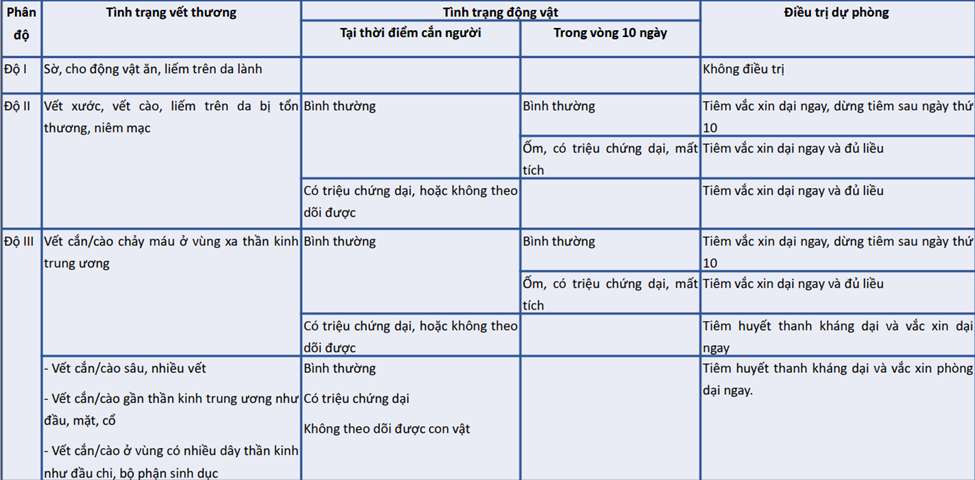 Phân độ
Tình trạng vết thương
Tình trạng động vật
Điều trị dự phòng
Tại thời điểm cắn người
Trong vòng 10 ngày
Độ I
Sờ, cho động vật ăn, liếm trên da lành
Không điều trị
Độ II
Vết xước, vết cào, liếm trên da bị tổn
thương, niêm mạc
Bình thường
Bình thường
Tiêm vắc xin dại ngay, dừng tiêm sau ngày thứ
10
Ốm, có triệu chứng dại, mất
tích
Tiêm vắc xin dại ngay và đủ liều
Có triệu chứng dại, hoặc không theo
dõi được
Tiêm vắc xin dại ngay và đủ liều
Độ III
Vết cắn/cào chảy máu ở vùng xa thần kinh
trung ương
Bình thường
Bình thường
Tiêm vắc xin dại ngay, dừng tiêm sau ngày thứ
10
Ốm, có triệu chứng dại, mất
tích
Tiêm vắc xin dại ngay và đủ liều
Có triệu chứng dại, hoặc không theo
dõi được
Tiêm huyết thanh kháng dại và vắc xin dại
ngay
- Vết cắn/cào sâu, nhiều vết
- Vết cắn/cào gần thần kinh trung ương như
đầu, mặt, cổ
- Vết cắn/cào ở vùng có nhiều dây thần kinh
như đầu chi, bộ phận sinh dục
Bình thường
Có triệu chứng dại
Không theo dõi được con vật
Tiêm huyết thanh kháng dại và vắc xin phòng
dại ngay.